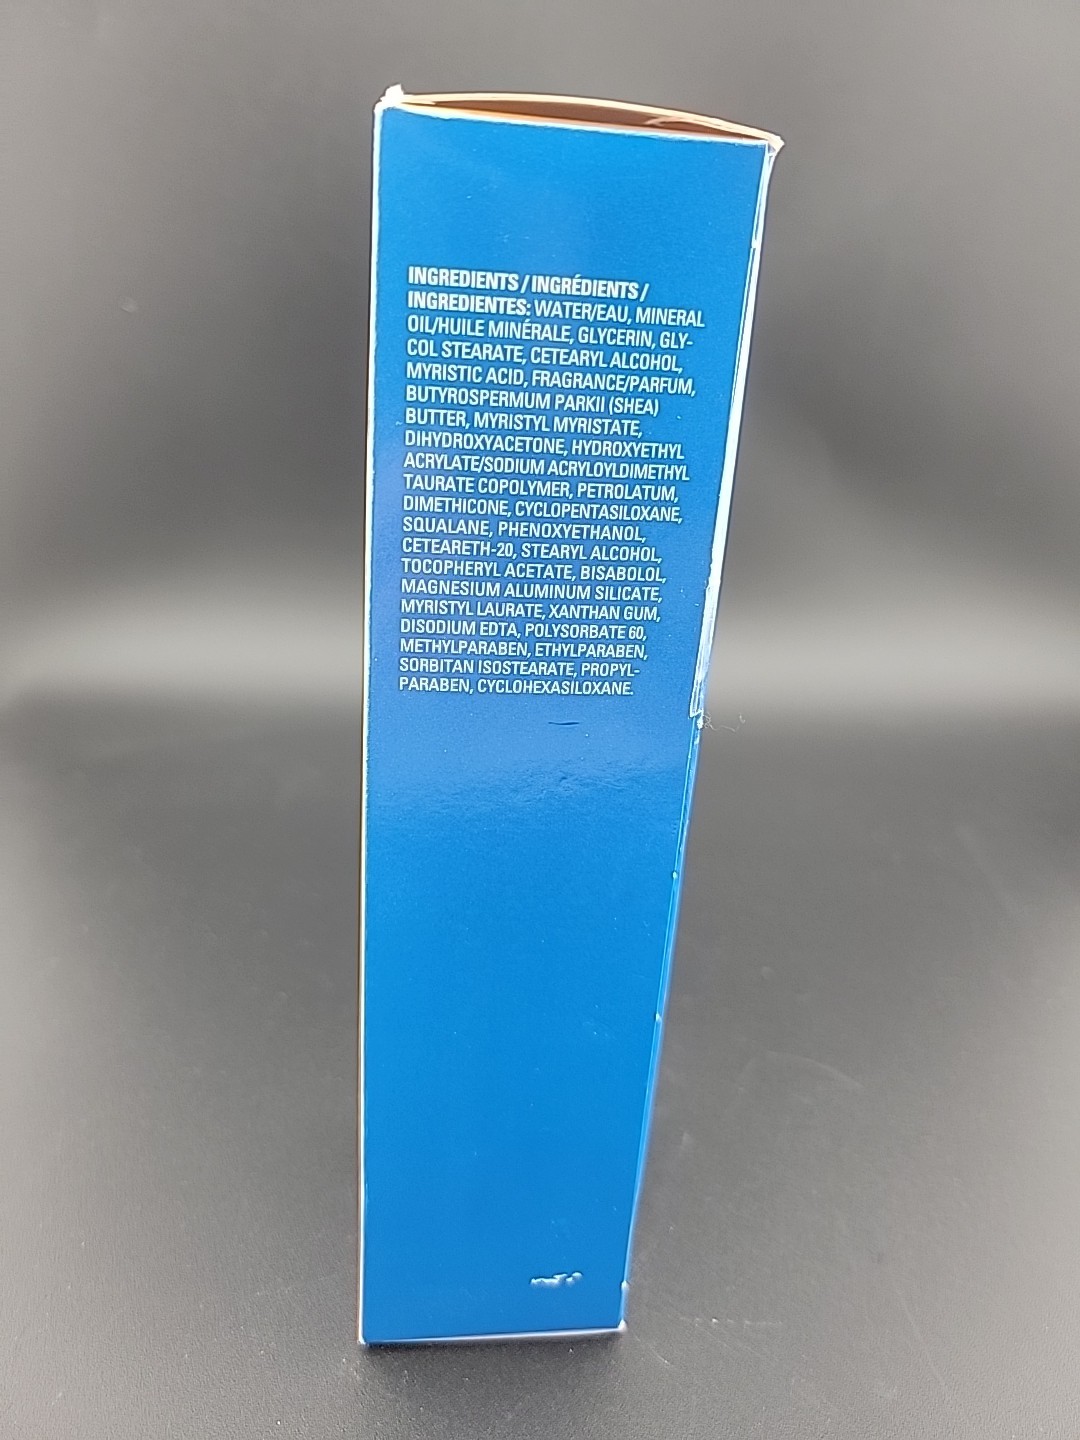 INGREDIENTS / INGRÉDIENTS /
INGREDIENTES: WATER/EAU, MINERAL
OIL/HUILE MINÉRALE, GLYCERIN, GLY-
COL STEARATE, CETEARYL ALCOHOL,
MYRISTIC ACID, FRAGRANCE/PARFUM,
BUTYROSPERMUM PARKII (SHEA)
BUTTER, MYRISTYL MYRISTATE,
DIHYDROXYACETONE, HYDROXYETHYL
ACRYLATE/SODIUM ACRYLOYLDIMETHYL
TAURATE COPOLYMER, PETROLATUM,
DIMETHICONE, CYCLOPENTASILOXANE,
SQUALANE, PHENOXYETHANOL,
CETEARETH-20, STEARYL ALCOHOL,
TOCOPHERYL ACETATE, BISABOLOL,
MAGNESIUM ALUMINUM SILICATE,
MYRISTYL LAURATE, XANTHAN GUM,
DISODIUM EDTA, POLYSORBATE 60,
METHYLPARABEN, ETHYLPARABEN,
SORBITAN ISOSTEARATE, PROPYL-
PARABEN, CYCLOHEXASILOXANE.